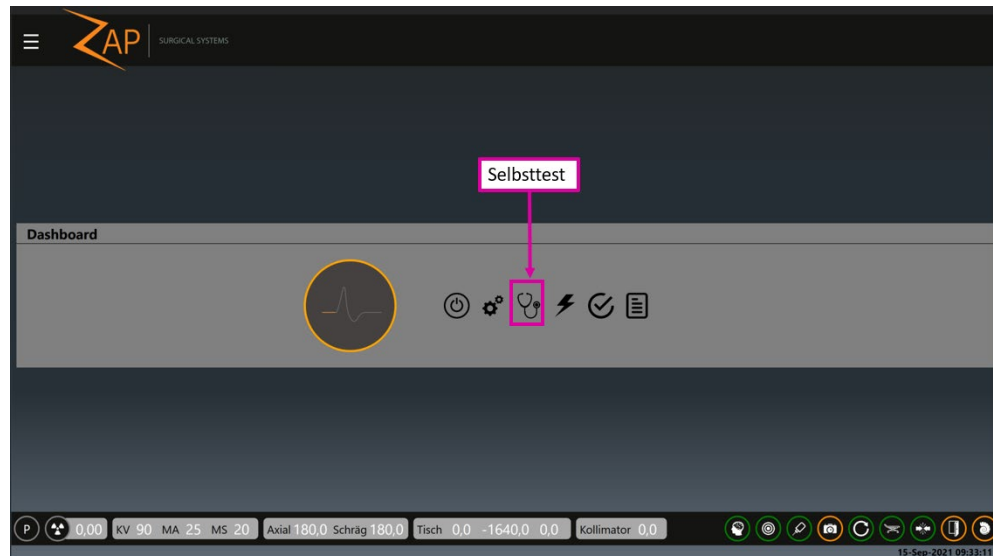 ZAP SURGICAL SYSTEMS
Selbsttest
Dashboard
P 0,00 KV 90 MA 25 MS 20 Axial 180,0 Schräg 180,0 Tisch 0,0 -1640,0 0,0 Kollimator 0,0
15-Sep-2021 09:33:11